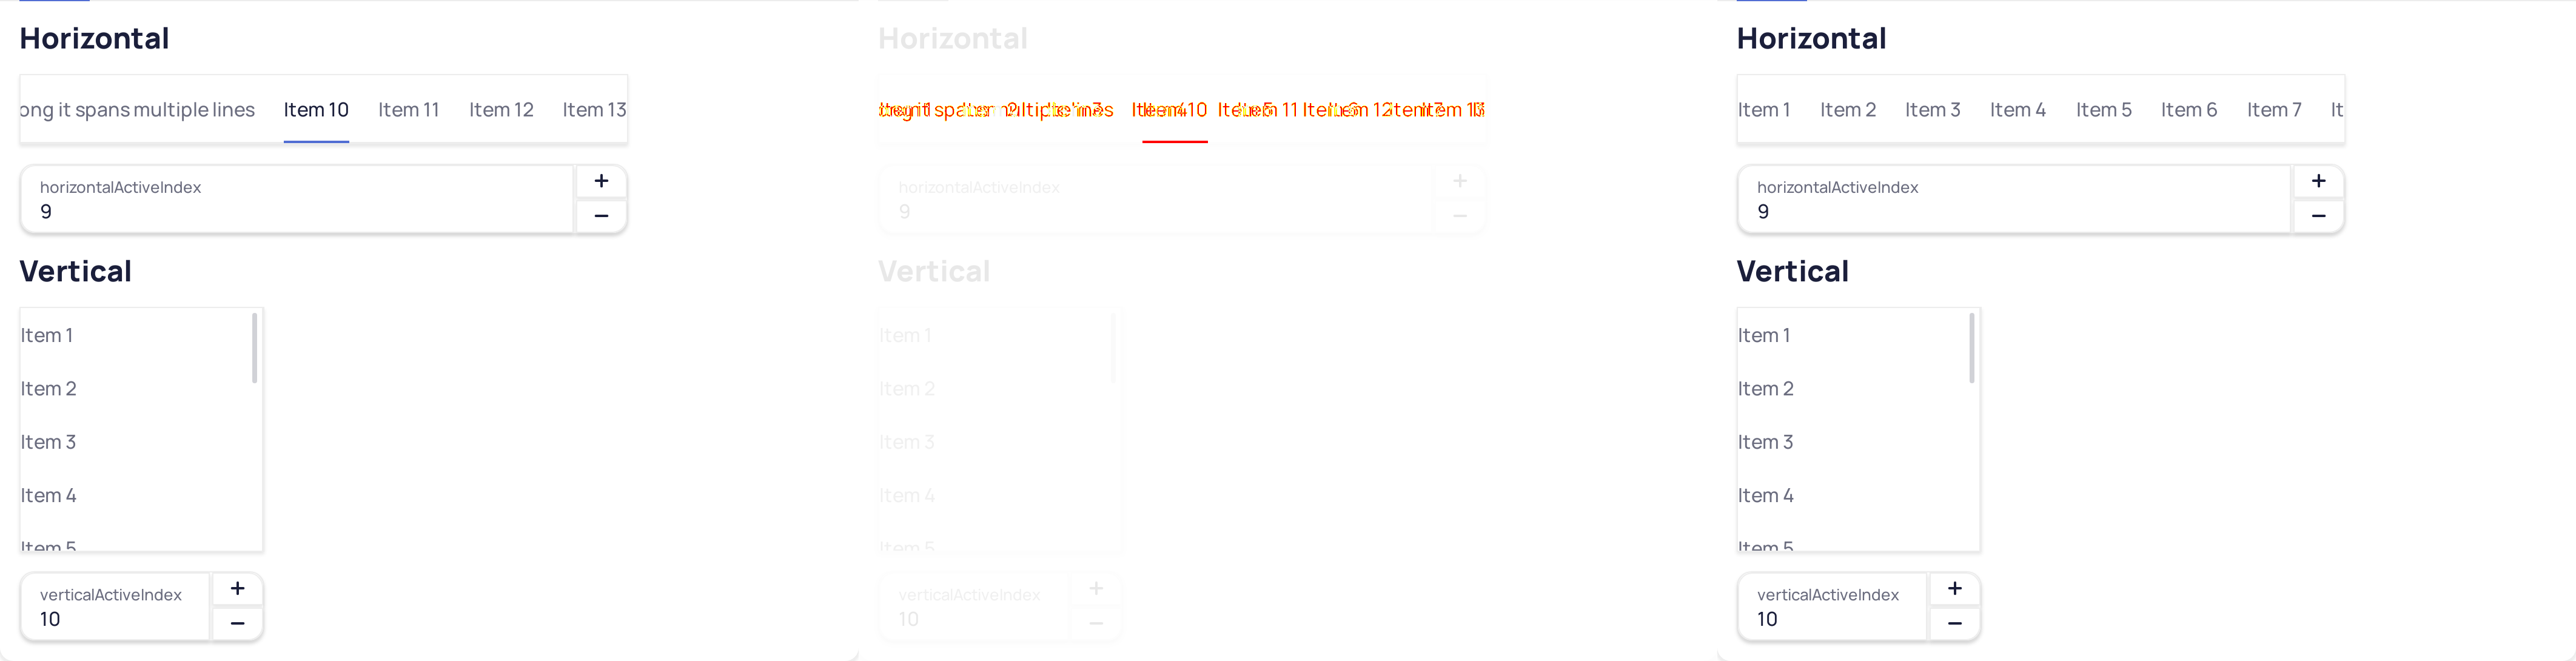 Horizontal
ong it spans multiple lines Item 10 Item 11 Item 12 Item 13
horizontalActiveIndex
9
+
−
Vertical
Item 1
Item 2
Item 3
Item 4
Item 5
verticalActiveIndex
10
+
−
Horizontal
horizontalActiveIndex
9
+
−
Vertical
Item 1
Item 2
Item 3
Item 4
Item 5
verticalActiveIndex
10
+
−
Horizontal
Item 1 Item 2 Item 3 Item 4 Item 5 Item 6 Item 7 It
horizontalActiveIndex
9
+
−
Vertical
Item 1
Item 2
Item 3
Item 4
Item 5
verticalActiveIndex
10
+
−